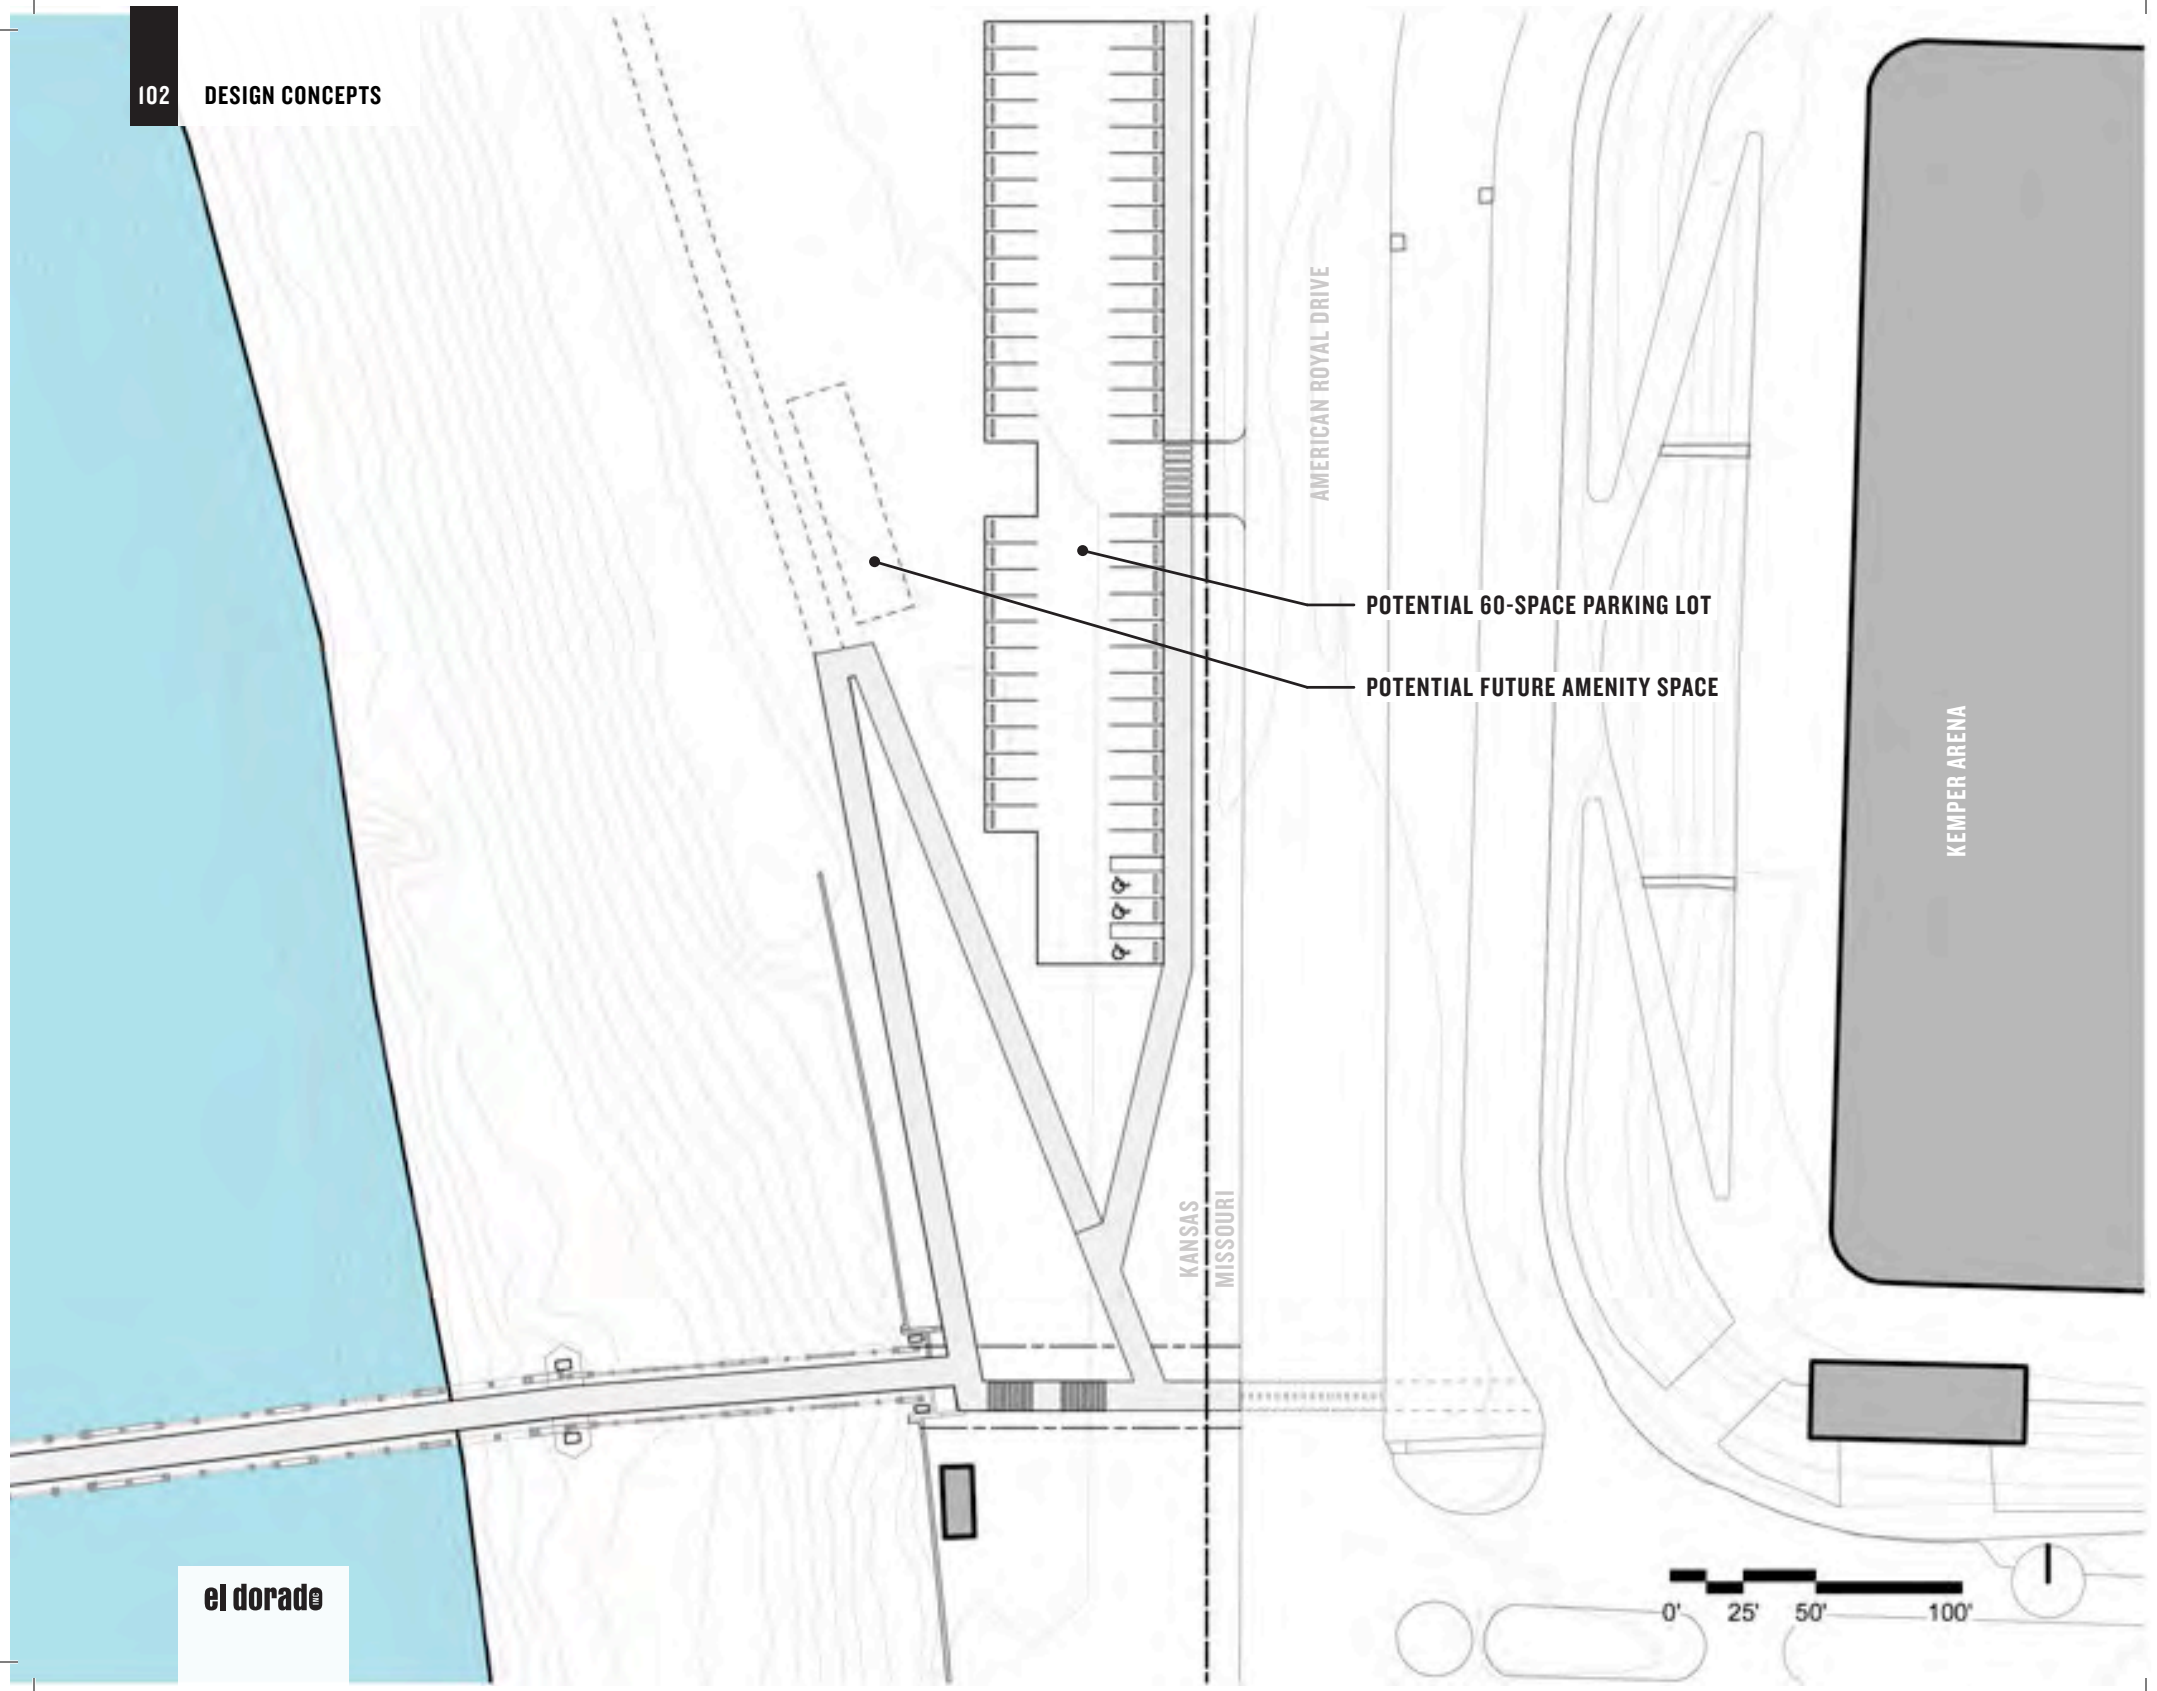 102
DESIGN CONCEPTS
AMERICAN ROYAL DRIVE
POTENTIAL 60-SPACE PARKING LOT
POTENTIAL FUTURE AMENITY SPACE
KEMPER ARENA
KANSAS
MISSOURI
el dorado INC
0' 25' 50' 100'